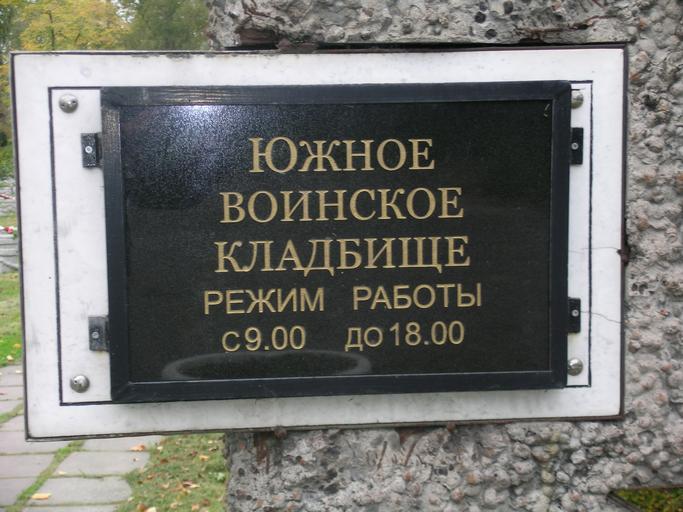 ЮЖНОЕ
ВОИНСКОЕ
КЛАДБИЩЕ
РЕЖИМ РАБОТЫ
С 9.00 ДО 18.00